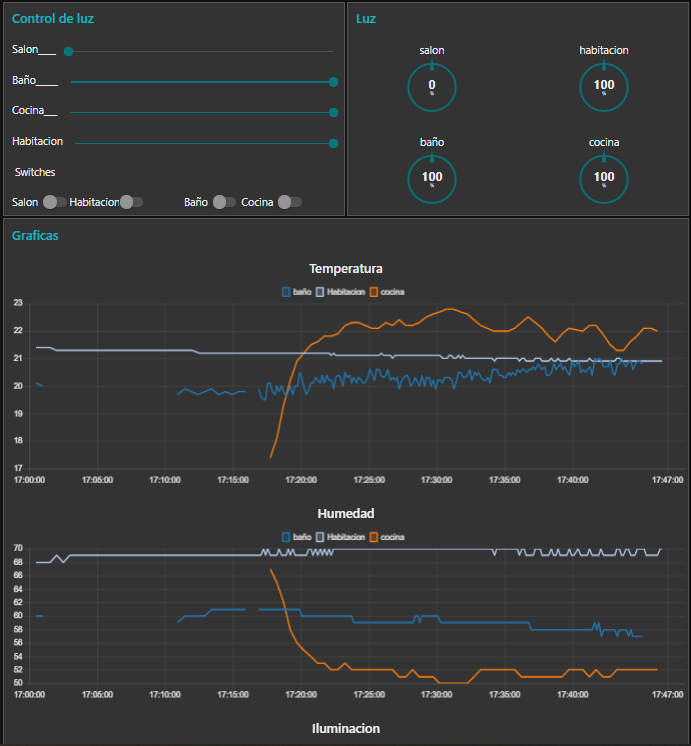 Control de luz
Salon___
Baño____
Cocina___
Habitacion
Switches
Salon Habitacion Baño Cocina
Luz
salon habitacion
0 100
% %
baño cocina
100 100
% %
Graficas
Temperatura
baño Habitacion cocina
23
22
21
20
19
18
17
17:00:00 17:05:00 17:10:00 17:15:00 17:20:00 17:25:00 17:30:00 17:35:00 17:40:00 17:47:00
Humedad
baño Habitacion cocina
70
68
66
64
62
60
58
56
54
52
50
17:00:00 17:05:00 17:10:00 17:15:00 17:20:00 17:25:00 17:30:00 17:35:00 17:40:00 17:47:00
Iluminacion